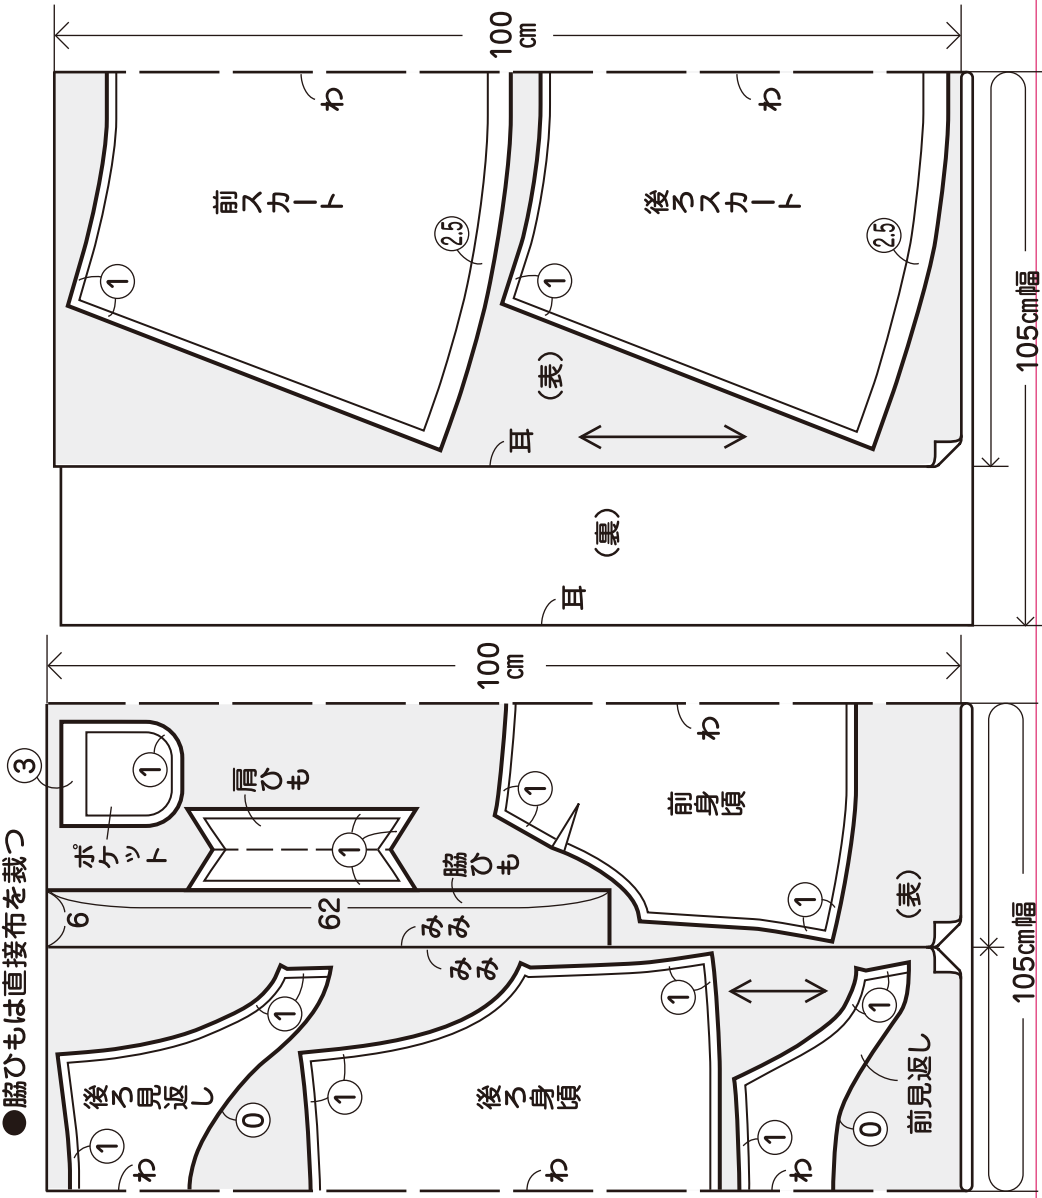 100
cm
わ
わ
前スカート
後ろスカート
2.5
2.5
1
1
105cm幅
(表)
耳
(裏)
耳
100
cm
●脇ひもは直接布を裁つ
3
1
ポケット
肩ひも
1
脇ひも
6
62
みみ
みみ
わ
1
前身頃
1
(表)
105cm幅
1
後ろ見返し
1
0
わ
1
後ろ身頃
1
わ
1
前見返し
1
0
わ